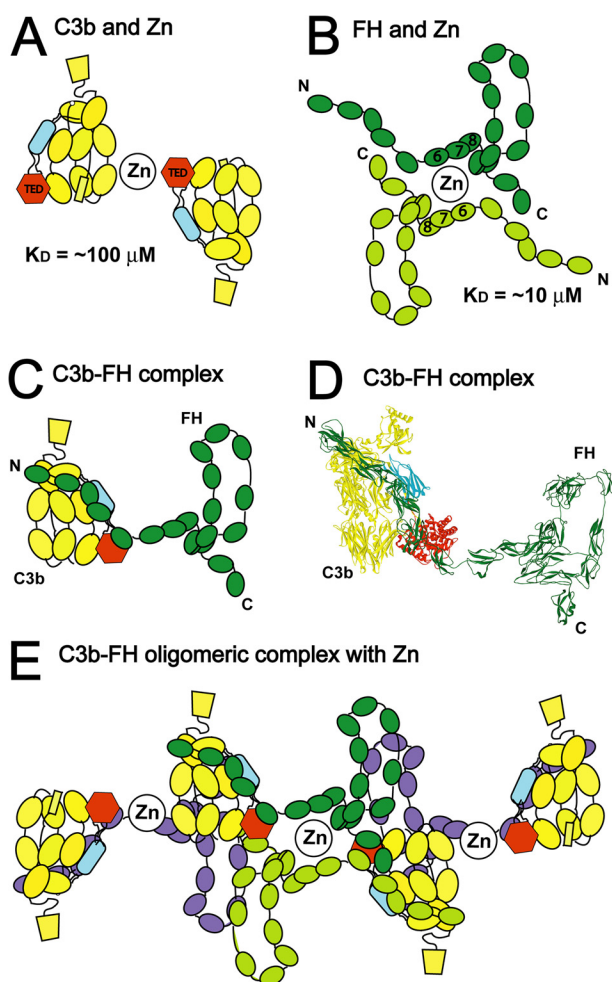 A C3b and Zn
TED
Zn
TED
KD = ~100 μM
B FH and Zn
N
C
6 7 8
Zn
8 7 6
C
N
KD = ~10 μM
C C3b-FH complex
FH
N
C3b
C
D C3b-FH complex
N
FH
C3b
C
E C3b-FH oligomeric complex with Zn
Zn
Zn
Zn